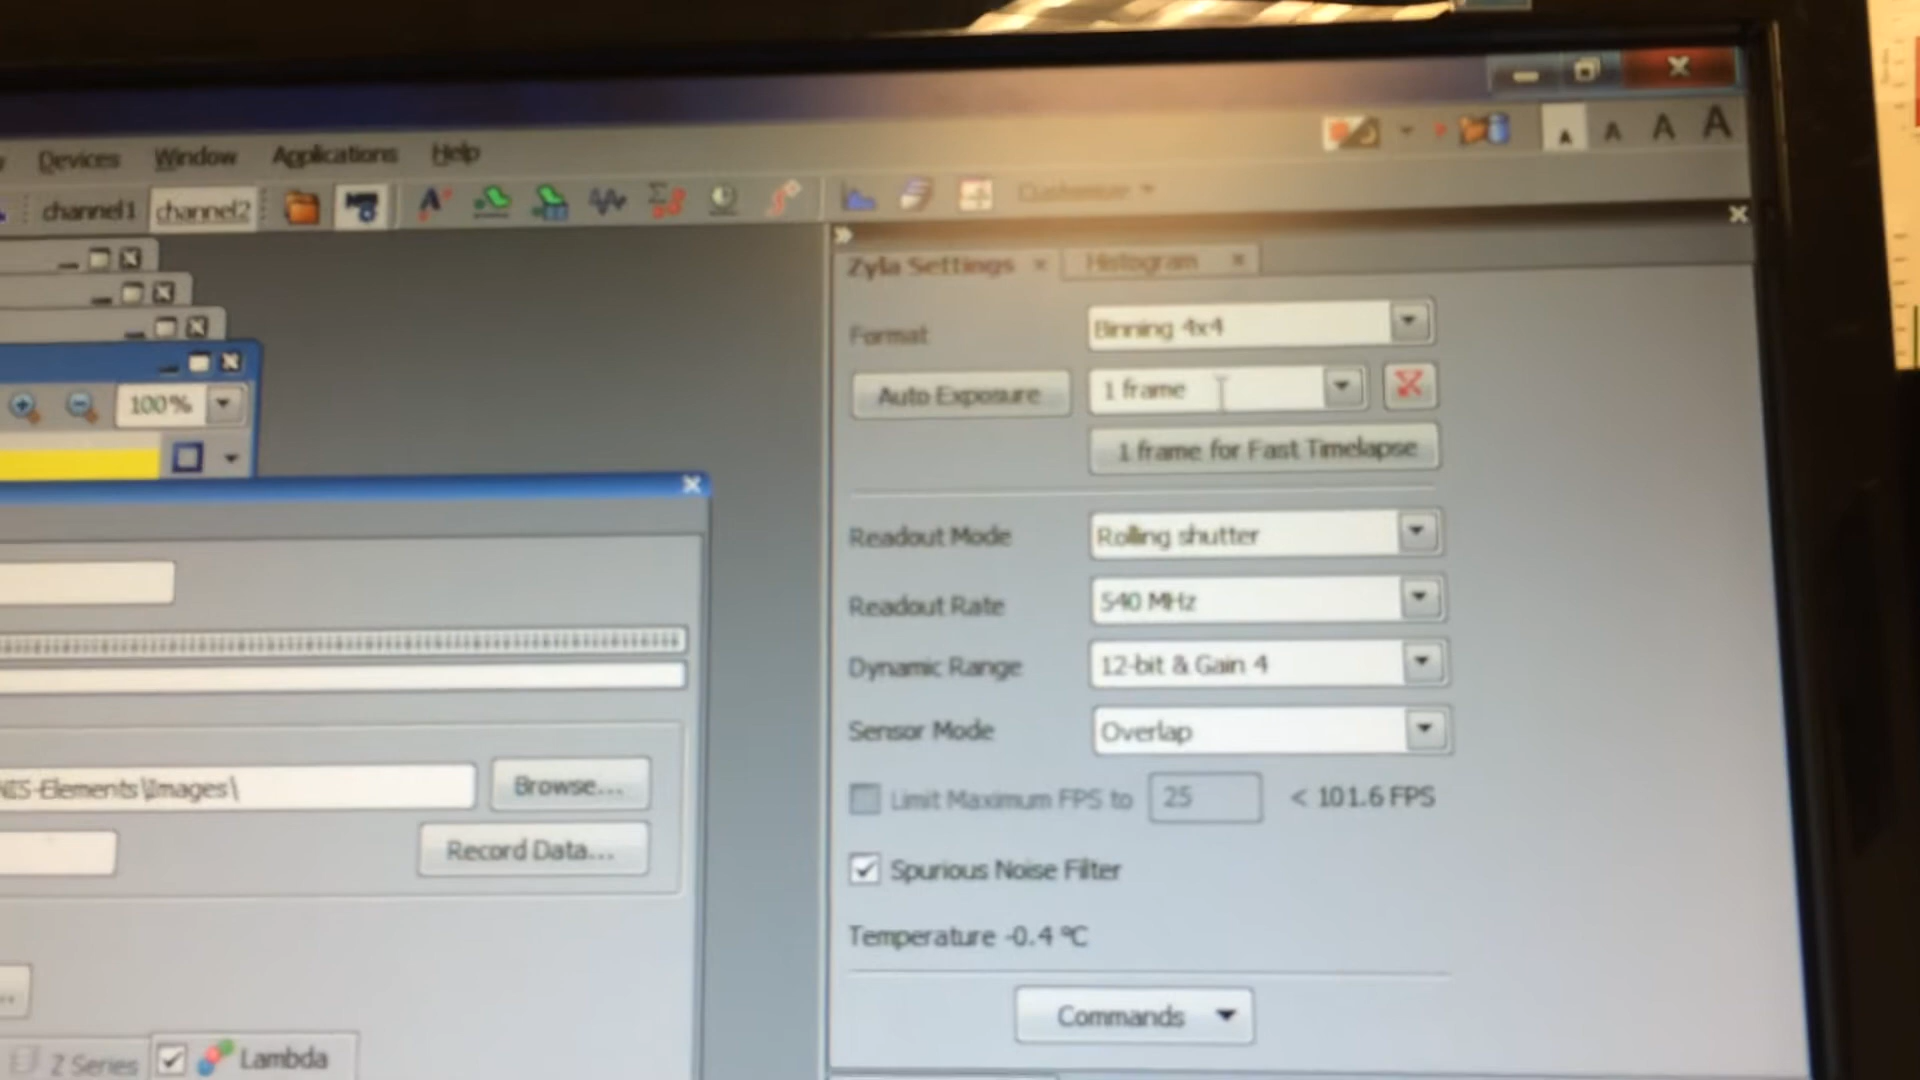 Devices Window Applications Help
A A A A
channel1 channel2
Customize
Zyla Settings Histogram
Format Binning 4x4
100%
Auto Exposure 1 frame
1 frame for Fast Timelapse
Readout Mode Rolling shutter
Readout Rate 540 MHz
Dynamic Range 12-bit & Gain 4
Sensor Mode Overlap
NIS-Elements\Images\ Browse...
Limit Maximum FPS to 25 < 101.6 FPS
Record Data...
Spurious Noise Filter
Temperature -0.4 °C
Commands
Z Series Lambda